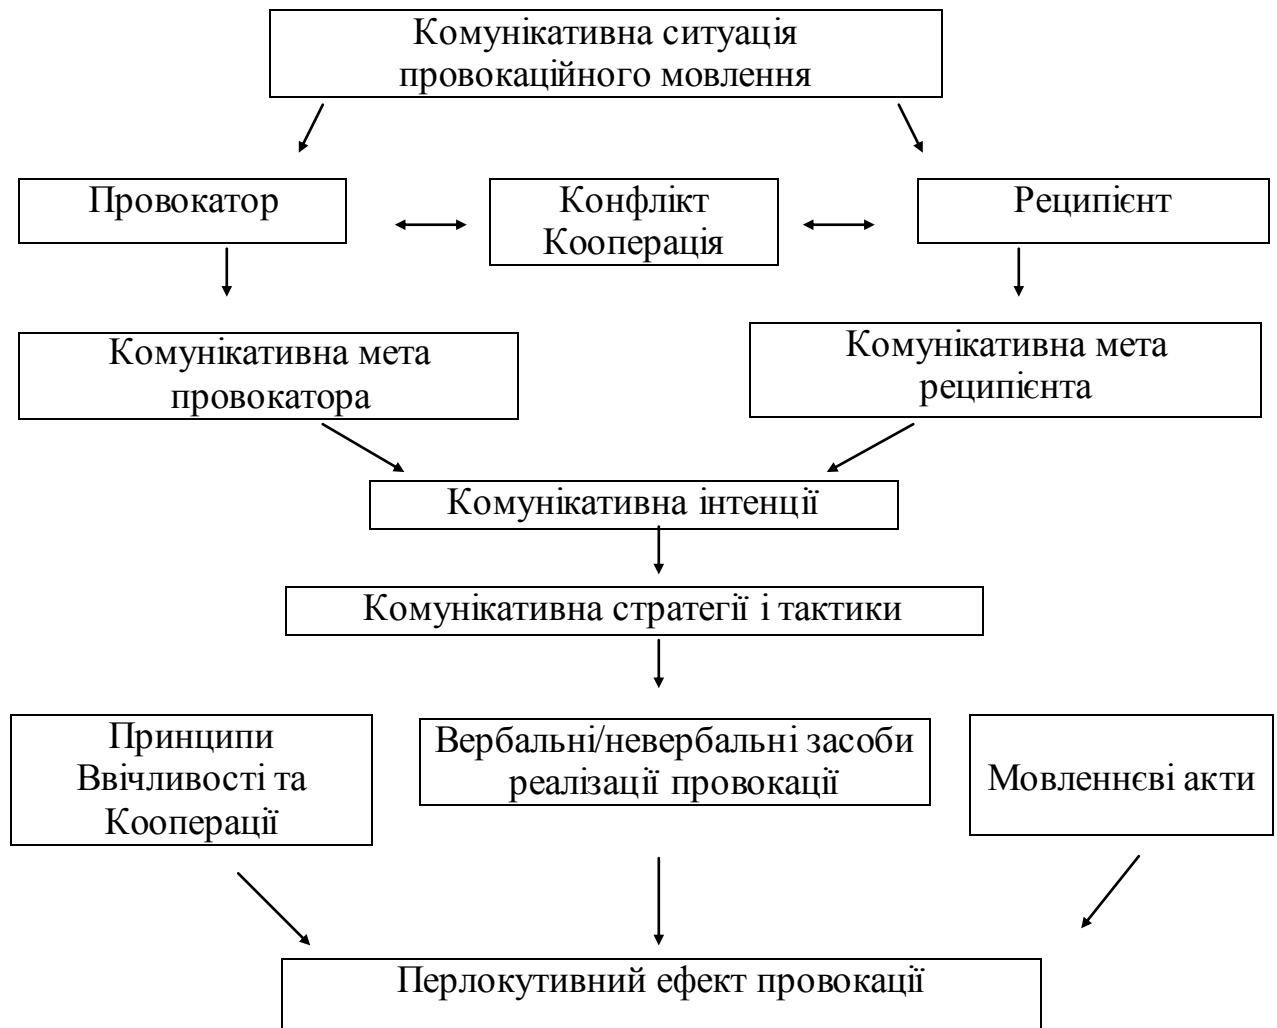 Комунікативна ситуація
провокаційного мовлення
Провокатор
Конфлікт
Кооперація
Реципієнт
Комунікативна мета
провокатора
Комунікативна мета
реципієнта
Комунікативна інтенції
Комунікативна стратегії і тактики
Принципи
Ввічливості та
Кооперації
Вербальні/невербальні засоби
реалізації провокації
Мовленнєві акти
Перлокутивний ефект провокації